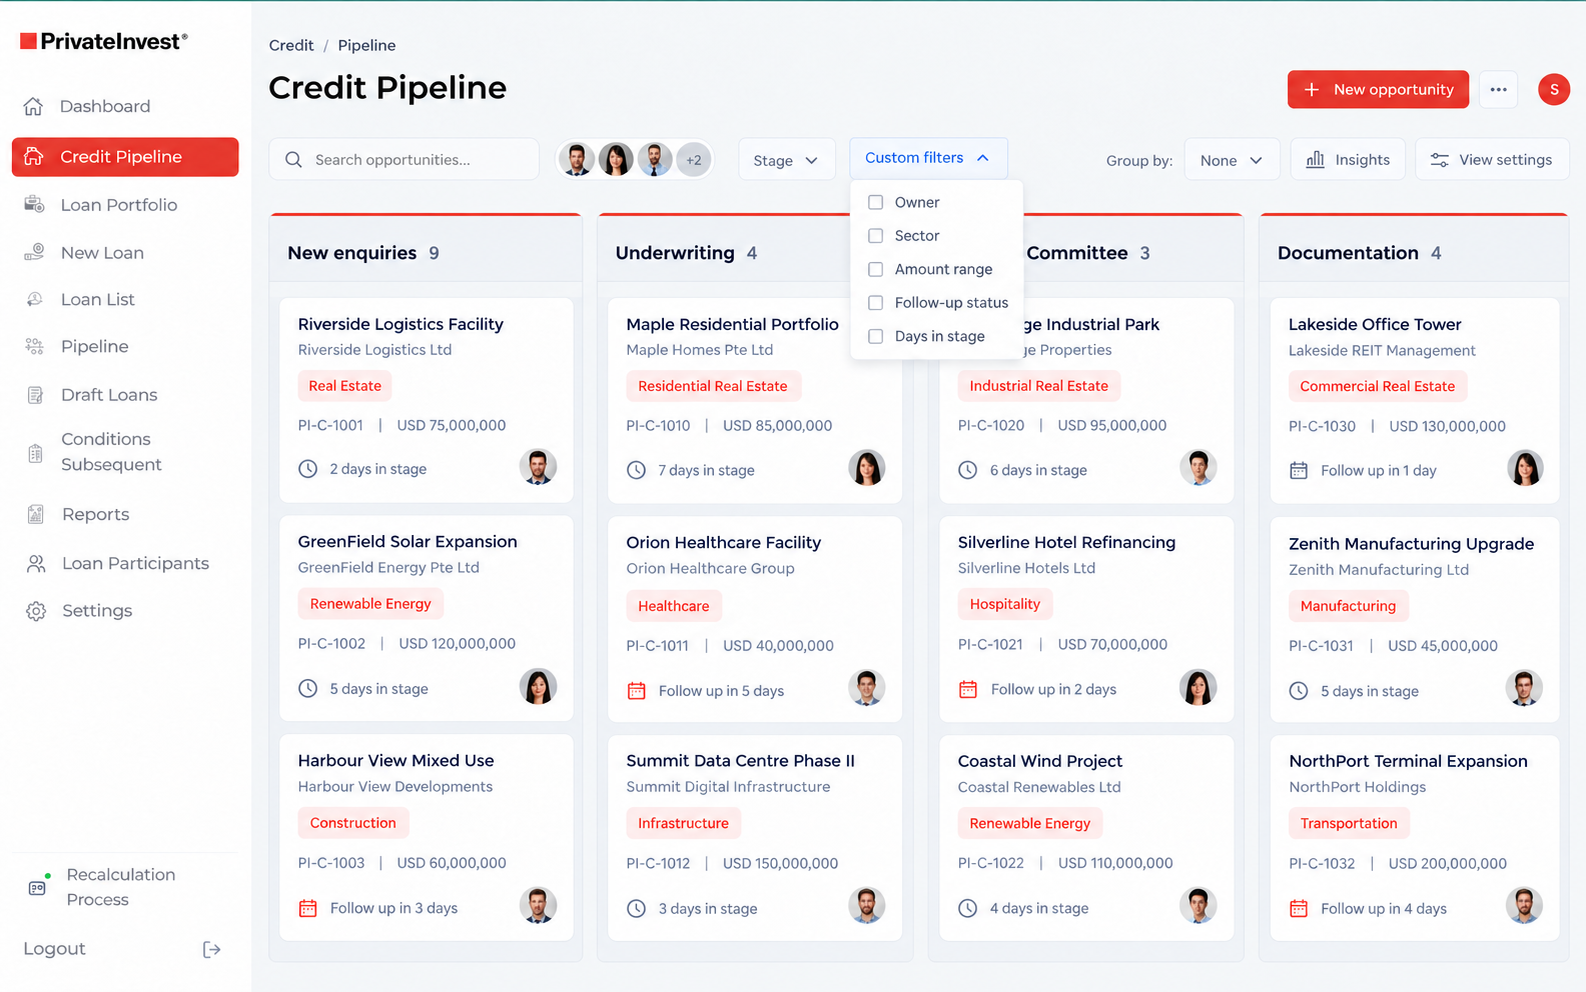 PrivateInvest®
Dashboard
Credit Pipeline
Loan Portfolio
New Loan
Loan List
Pipeline
Draft Loans
Conditions
Subsequent
Reports
Loan Participants
Settings
Recalculation
Process
Logout
Credit / Pipeline
Credit Pipeline
+ New opportunity
...
S
Search opportunities...
+2
Stage
Custom filters
Owner
Sector
Amount range
Follow-up status
Days in stage
Group by:
None
Insights
View settings
New enquiries 9
Riverside Logistics Facility
Riverside Logistics Ltd
Real Estate
PI-C-1001 | USD 75,000,000
2 days in stage
GreenField Solar Expansion
GreenField Energy Pte Ltd
Renewable Energy
PI-C-1002 | USD 120,000,000
5 days in stage
Harbour View Mixed Use
Harbour View Developments
Construction
PI-C-1003 | USD 60,000,000
Follow up in 3 days
Underwriting 4
Maple Residential Portfolio
Maple Homes Pte Ltd
Residential Real Estate
PI-C-1010 | USD 85,000,000
7 days in stage
Orion Healthcare Facility
Orion Healthcare Group
Healthcare
PI-C-1011 | USD 40,000,000
Follow up in 5 days
Summit Data Centre Phase II
Summit Digital Infrastructure
Infrastructure
PI-C-1012 | USD 150,000,000
3 days in stage
Committee 3
Industrial Park
Properties
Industrial Real Estate
PI-C-1020 | USD 95,000,000
6 days in stage
Silverline Hotel Refinancing
Silverline Hotels Ltd
Hospitality
PI-C-1021 | USD 70,000,000
Follow up in 2 days
Coastal Wind Project
Coastal Renewables Ltd
Renewable Energy
PI-C-1022 | USD 110,000,000
4 days in stage
Documentation 4
Lakeside Office Tower
Lakeside REIT Management
Commercial Real Estate
PI-C-1030 | USD 130,000,000
Follow up in 1 day
Zenith Manufacturing Upgrade
Zenith Manufacturing Ltd
Manufacturing
PI-C-1031 | USD 45,000,000
5 days in stage
NorthPort Terminal Expansion
NorthPort Holdings
Transportation
PI-C-1032 | USD 200,000,000
Follow up in 4 days